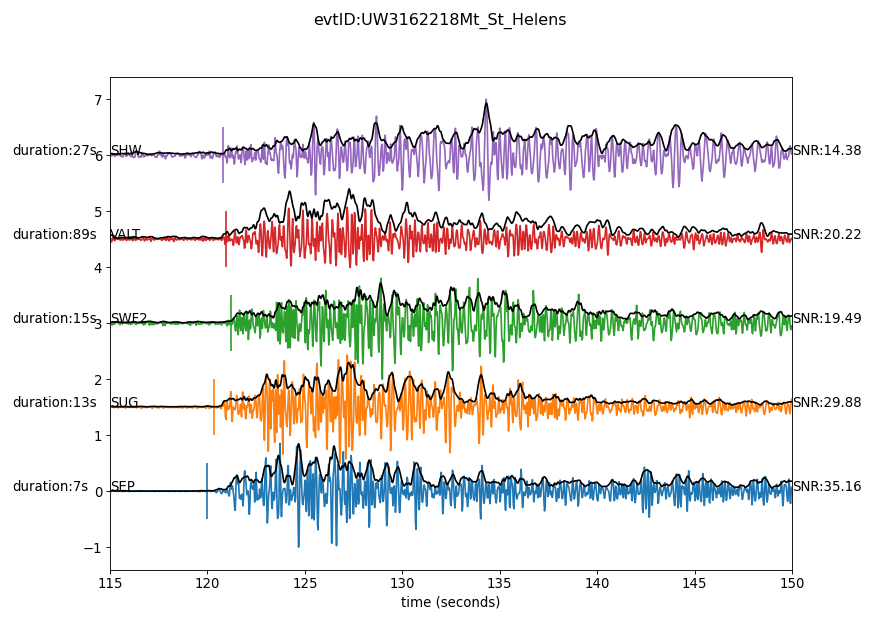 evtID:UW3162218Mt_St_Helens
7
duration:27s SHW SNR:14.38
6
5
duration:89s VALT SNR:20.22
4
duration:15s SWF2 SNR:19.49
3
2
duration:13s SUG SNR:29.88
1
duration:7s SEP SNR:35.16
0
−1
115 120 125 130 135 140 145 150
time (seconds)